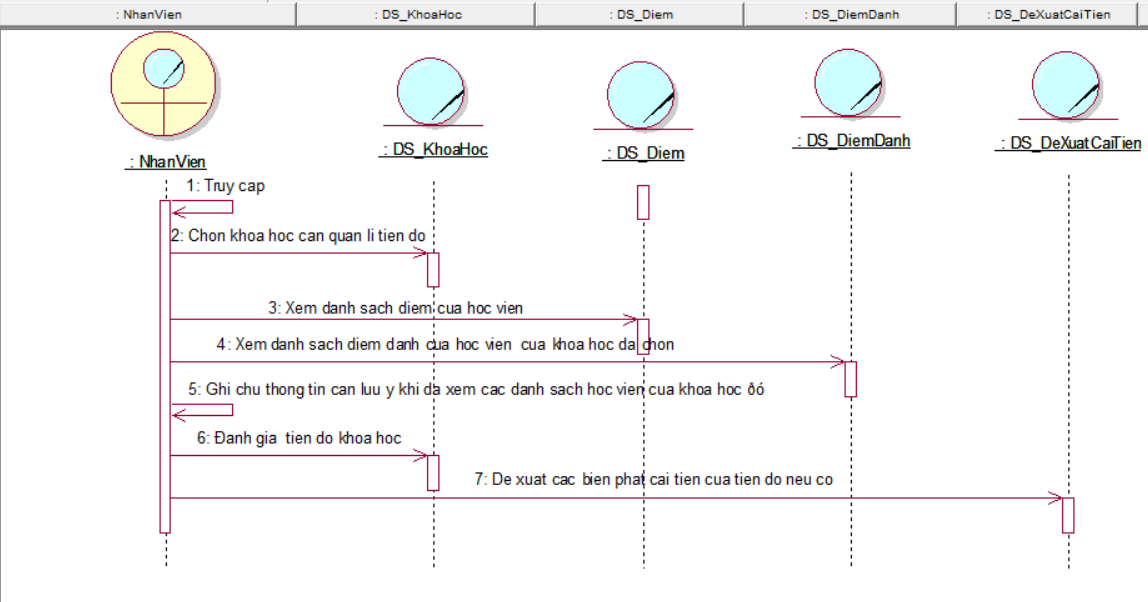 : NhanVien
: DS_KhoaHoc
: DS_Diem
: DS_DiemDanh
: DS_DeXuatCaiTien
: NhanVien
: DS_KhoaHoc
: DS_Diem
: DS_DiemDanh
: DS_DeXuatCaiTien
1: Truy cap
2: Chon khoa hoc can quan li tien do
3: Xem danh sach diem cua hoc vien
4: Xem danh sach diem danh cua hoc vien cua khoa hoc da chon
5: Ghi chu thong tin can luu y khi da xem cac danh sach hoc vien cua khoa hoc ðó
6: Đanh gia tien do khoa hoc
7: De xuat cac bien phat cai tien cua tien do neu co